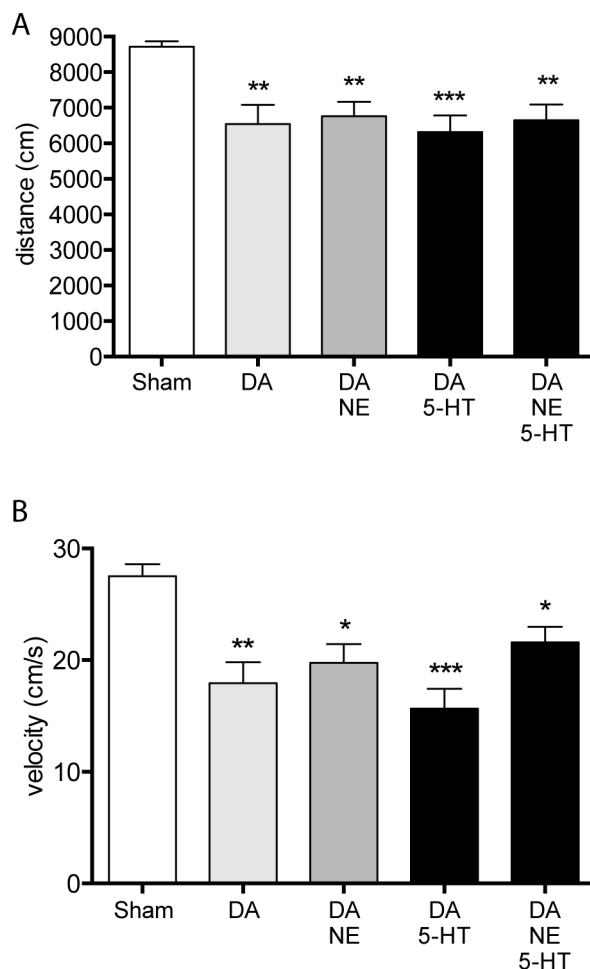 A
distance (cm)
9000
8000
7000
6000
5000
4000
3000
2000
1000
0
**
**
***
**
Sham
DA
DA
NE
DA
5-HT
DA
NE
5-HT
B
velocity (cm/s)
30
20
10
0
**
*
***
*
Sham
DA
DA
NE
DA
5-HT
DA
NE
5-HT